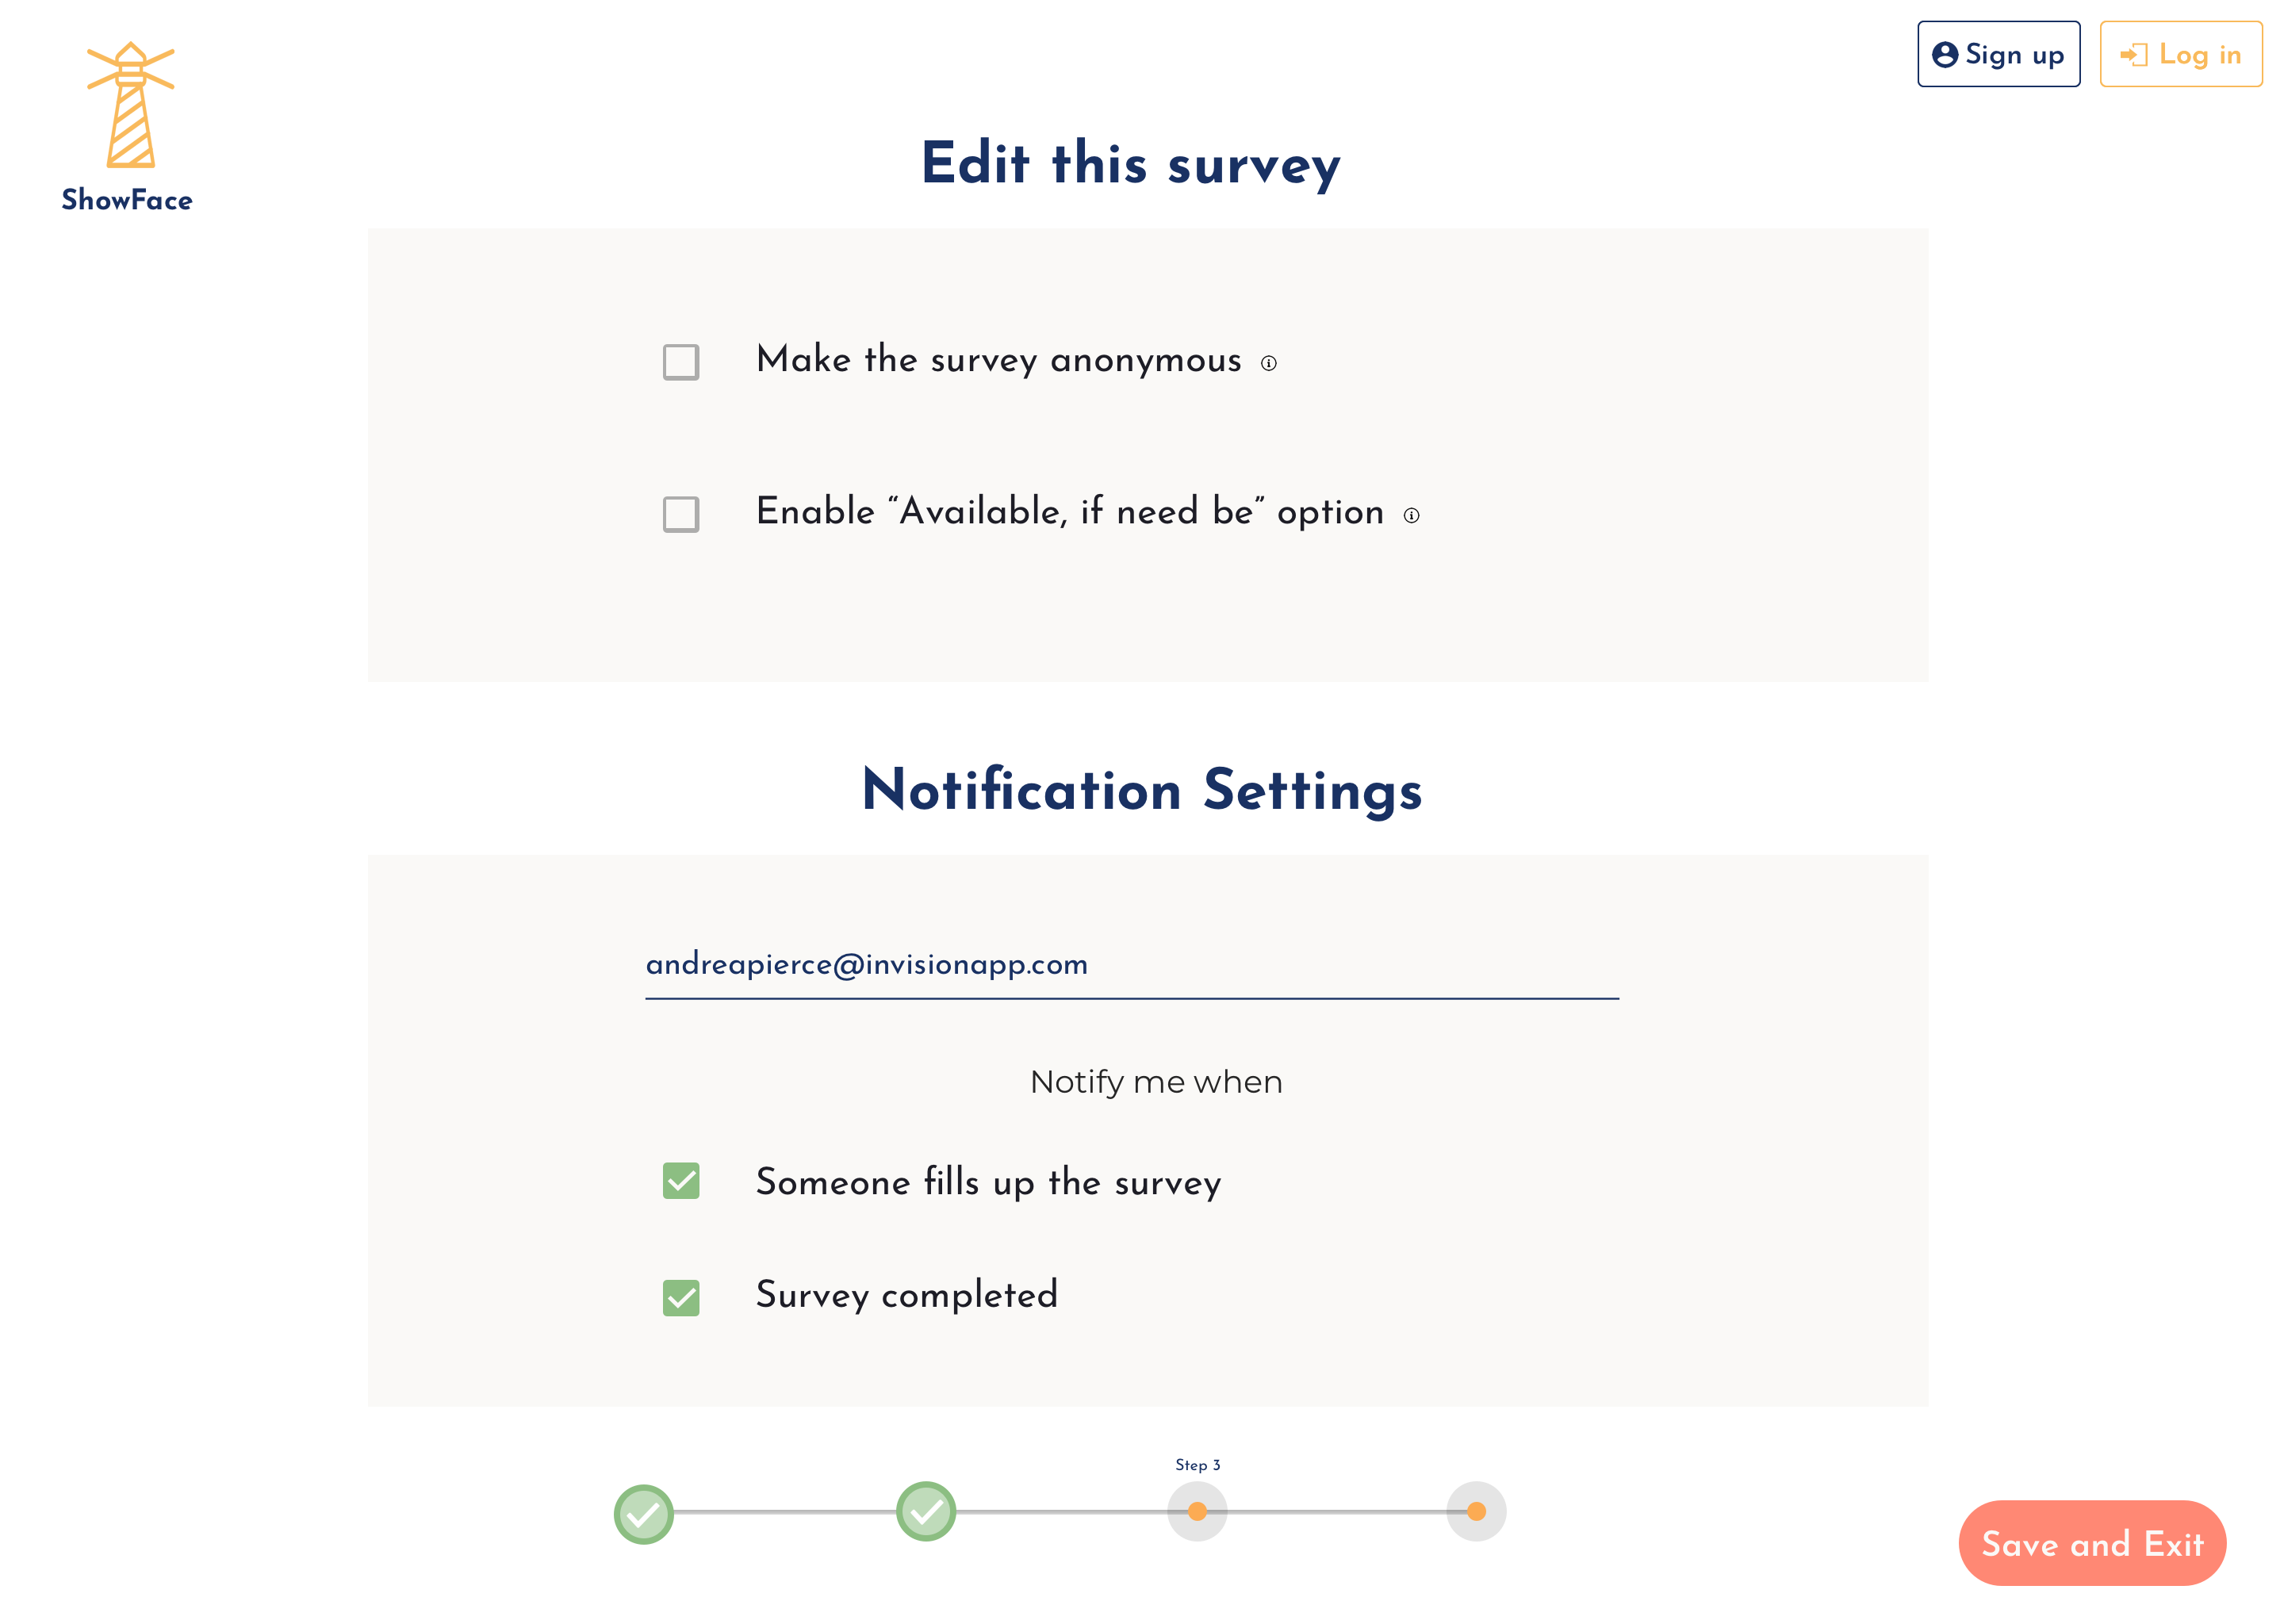 Sign up
Log in
ShowFace
Edit this survey
Make the survey anonymous
Enable “Available, if need be” option
Notification Settings
andreapierce@invisionapp.com
Notify me when
Someone fills up the survey
Survey completed
Step 3
Save and Exit